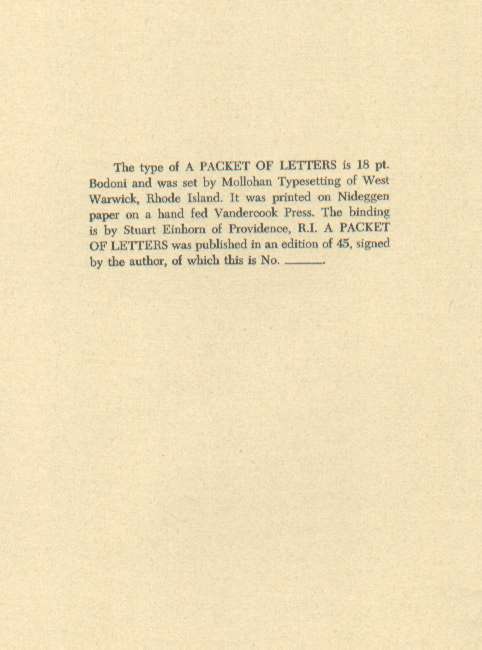 The type of A PACKET OF LETTERS is 18 pt.
Bodoni and was set by Mollohan Typesetting of West
Warwick, Rhode Island. It was printed on Nideggen
paper on a hand fed Vandercook Press. The binding
is by Stuart Einhorn of Providence, R.I. A PACKET
OF LETTERS was published in an edition of 45, signed
by the author, of which this is No. ______.